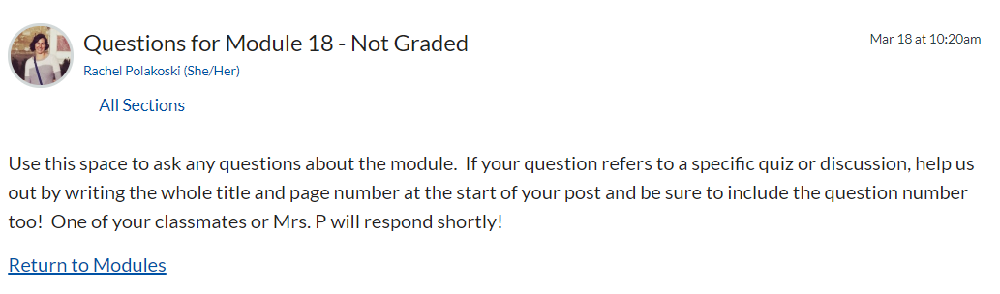 Questions for Module 18 - Not Graded
Mar 18 at 10:20am
Rachel Polakoski (She/Her)
All Sections
Use this space to ask any questions about the module.  If your question refers to a specific quiz or discussion, help us
out by writing the whole title and page number at the start of your post and be sure to include the question number
too!  One of your classmates or Mrs. P will respond shortly!
Return to Modules